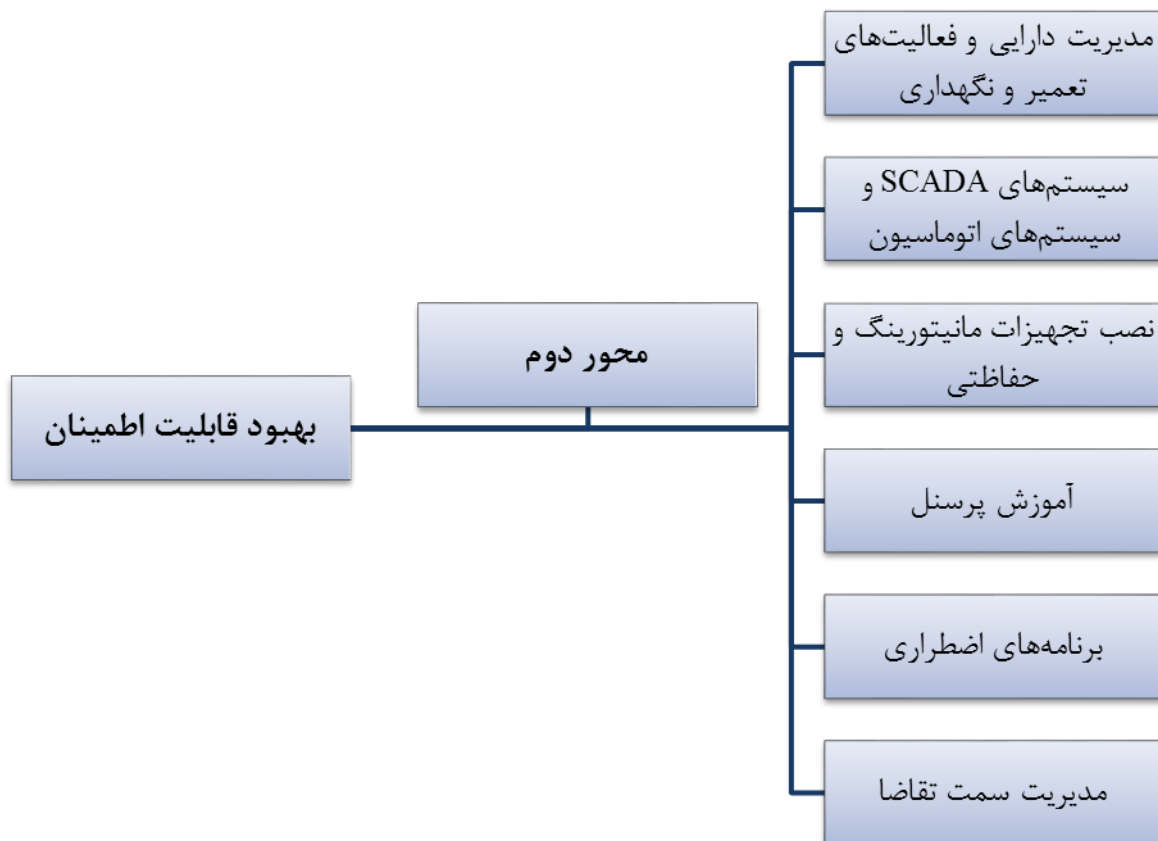 مدیریت دارایی و فعالیت‌های
تعمیر و نگهداری
سیستم‌های SCADA و
سیستم‌های اتوماسیون
نصب تجهیزات مانیتورینگ و
حفاظتی
محور دوم
بهبود قابلیت اطمینان
آموزش پرسنل
برنامه‌های اضطراری
مدیریت سمت تقاضا